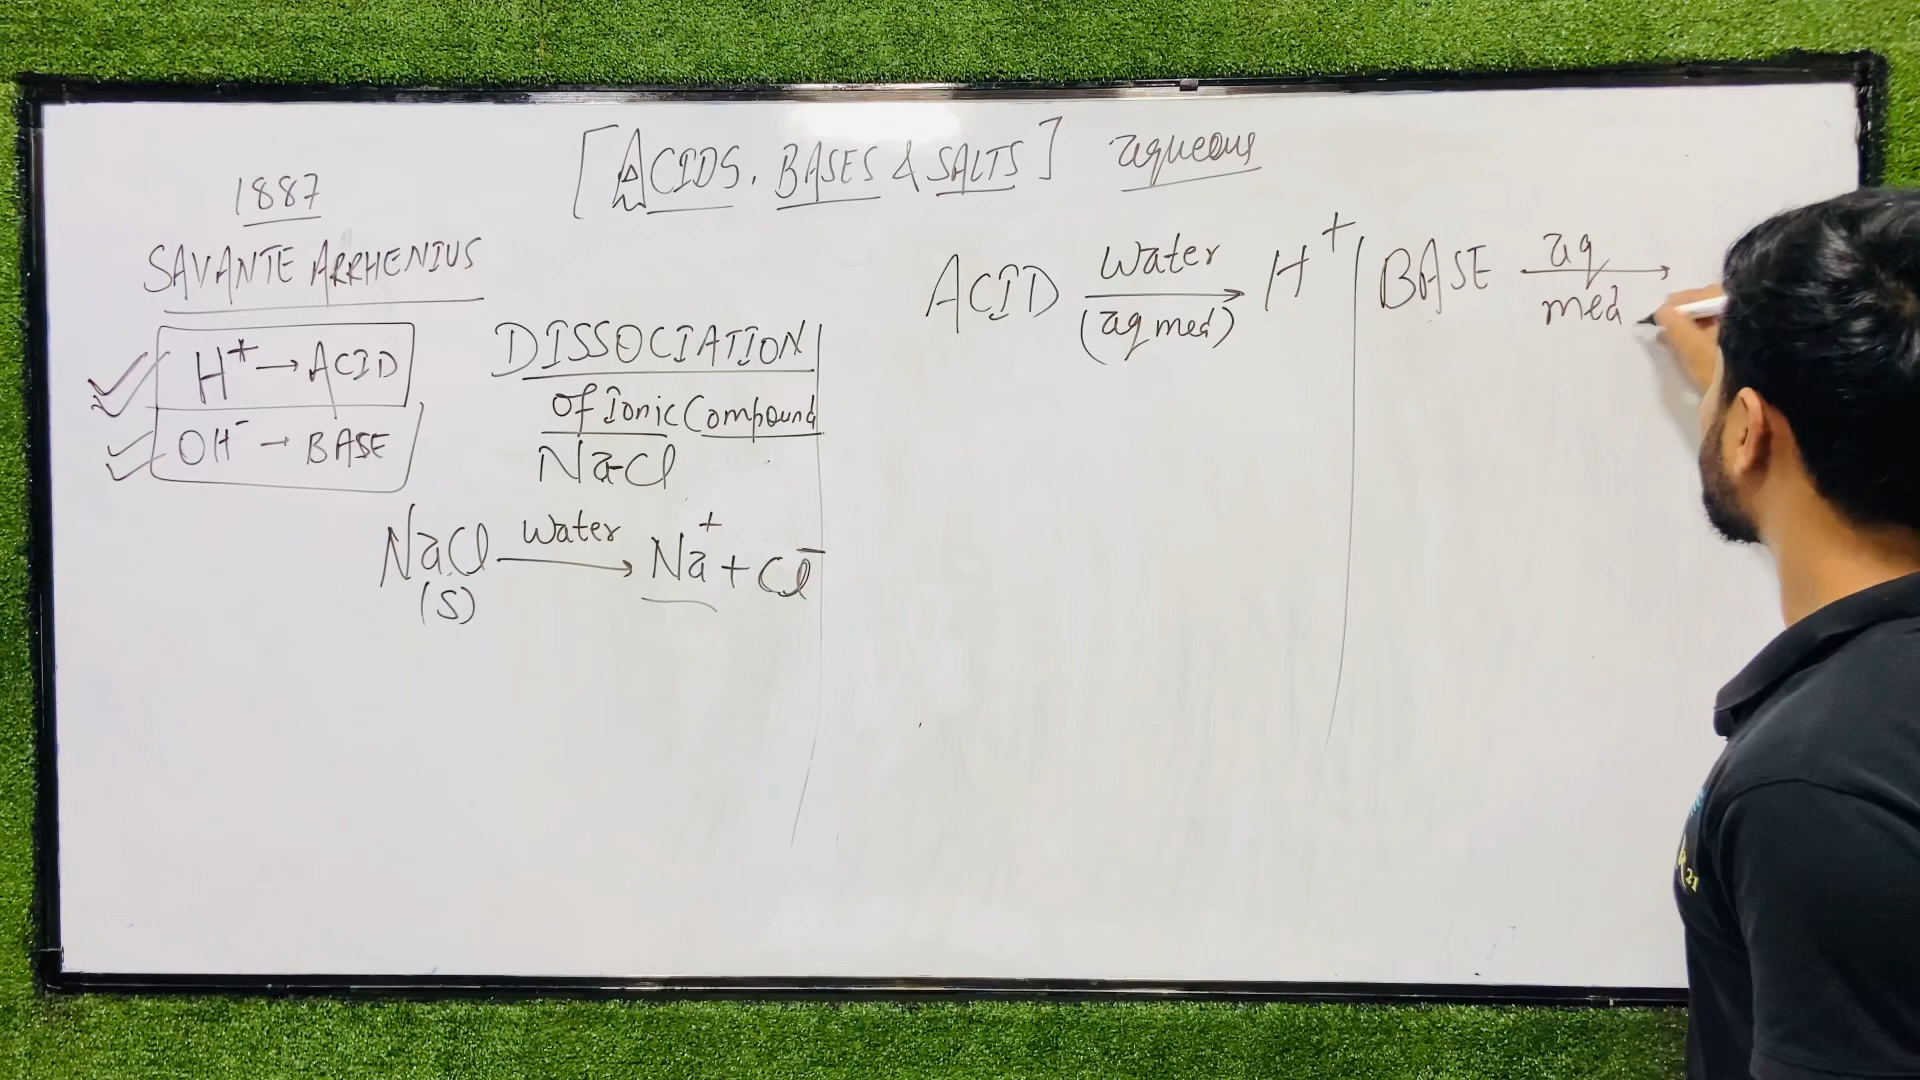 [ACIDS, BASES & SALTS] aqueous
1887
SAVANTE ARRHENIUS
H+ → ACID
OH- → BASE
DISSOCIATION
of Ionic Compound
NaCl
NaCl Water → Na+ + Cl-
(S)
ACID Water → H+
(aq med)
BASE aq →
med
21